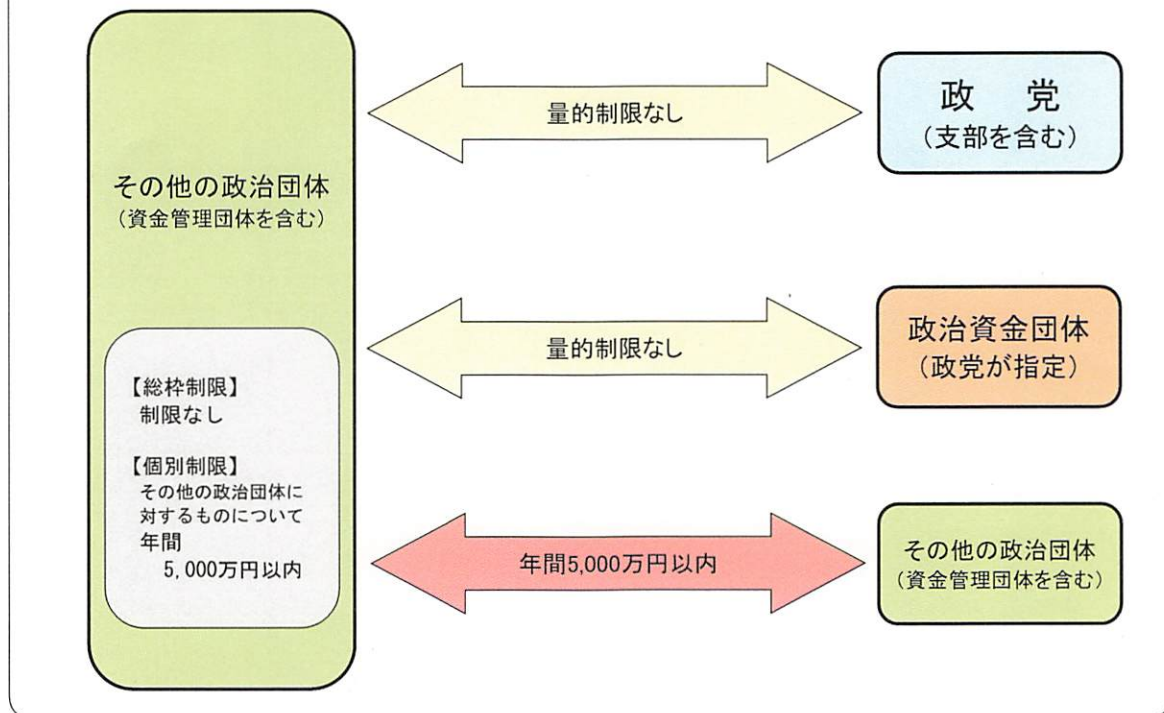 その他の政治団体
（資金管理団体を含む）
【総枠制限】
制限なし
【個別制限】
その他の政治団体に
対するものについて
年間
5,000万円以内
量的制限なし
政　党
（支部を含む）
量的制限なし
政治資金団体
（政党が指定）
年間5,000万円以内
その他の政治団体
（資金管理団体を含む）